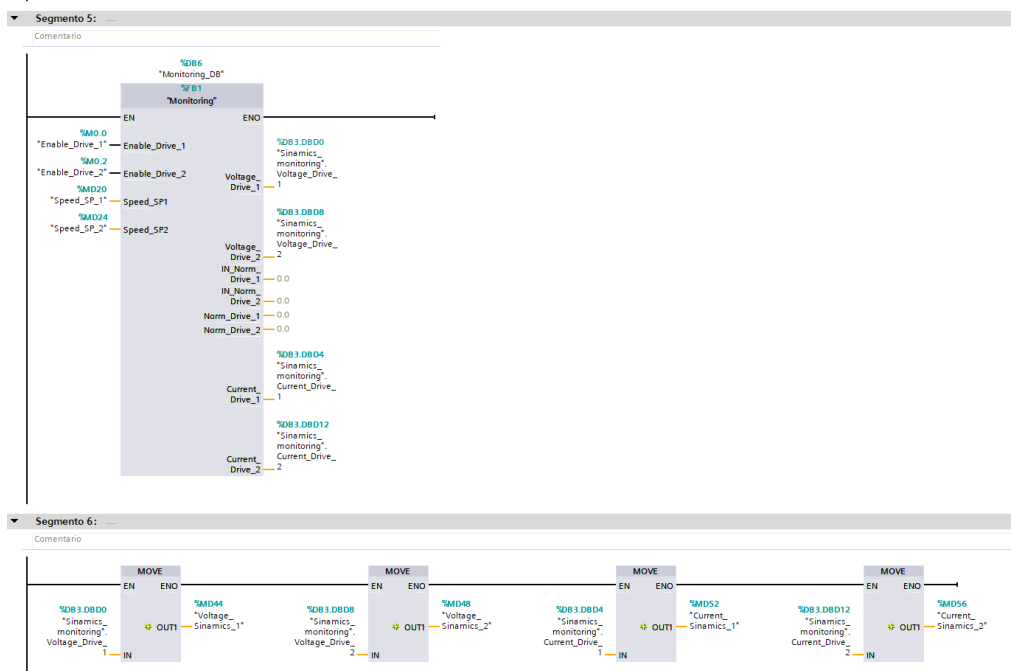 Segmento 5: .....
Comentario
%DB6
"Monitoring_DB"
%FB1
"Monitoring"
EN ENO
%M0.0
"Enable_Drive_1" Enable_Drive_1
%M0.2
"Enable_Drive_2" Enable_Drive_2
%MD20
"Speed_SP_1" Speed_SP1
%MD24
"Speed_SP_2" Speed_SP2
%DB3.DBD0
"Sinamics_
monitoring".
Voltage_Drive_
1
Voltage_
Drive_1
%DB3.DBD8
"Sinamics_
monitoring".
Voltage_Drive_
2
Voltage_
Drive_2
IN_Norm_
Drive_1 0.0
IN_Norm_
Drive_2 0.0
Norm_Drive_1 0.0
Norm_Drive_2 0.0
%DB3.DBD4
"Sinamics_
monitoring".
Current_Drive_
1
Current_
Drive_1
%DB3.DBD12
"Sinamics_
monitoring".
Current_Drive_
2
Current_
Drive_2
Segmento 6: .....
Comentario
MOVE
EN ENO
%DB3.DBD0
"Sinamics_
monitoring".
Voltage_Drive_
1 IN
OUT1
%MD44
"Voltage_
Sinamics_1"
MOVE
EN ENO
%DB3.DBD8
"Sinamics_
monitoring".
Voltage_Drive_
2 IN
OUT1
%MD48
"Voltage_
Sinamics_2"
MOVE
EN ENO
%DB3.DBD4
"Sinamics_
monitoring".
Current_Drive_
1 IN
OUT1
%MD52
"Current_
Sinamics_1"
MOVE
EN ENO
%DB3.DBD12
"Sinamics_
monitoring".
Current_Drive_
2 IN
OUT1
%MD56
"Current_
Sinamics_2"